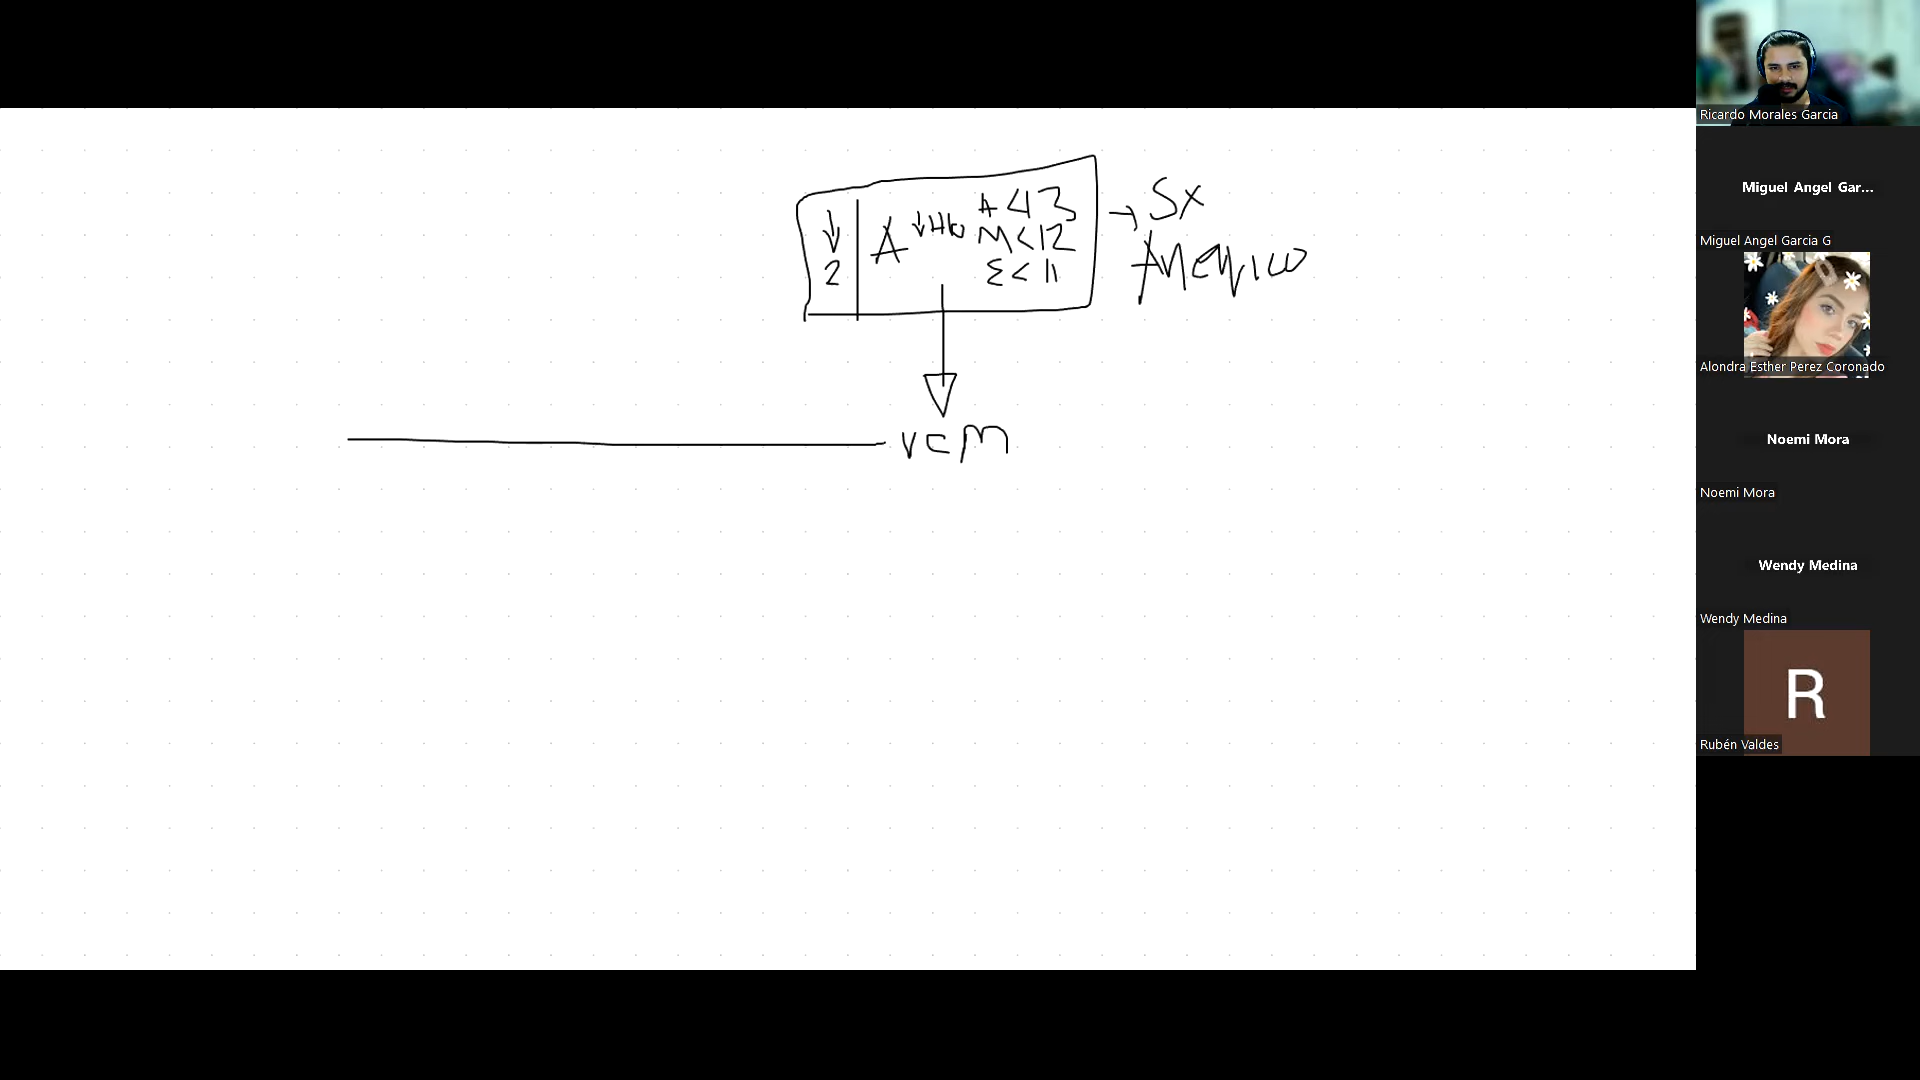 ↓ 2
A ↓Hb
H<13
M<12
E<11
→ Sx
Anémico
VCM
Ricardo Morales Garcia
Miguel Angel Gar...
Miguel Angel Garcia G
Alondra Esther Perez Coronado
Noemi Mora
Noemi Mora
Wendy Medina
Wendy Medina
R
Rubén Valdes